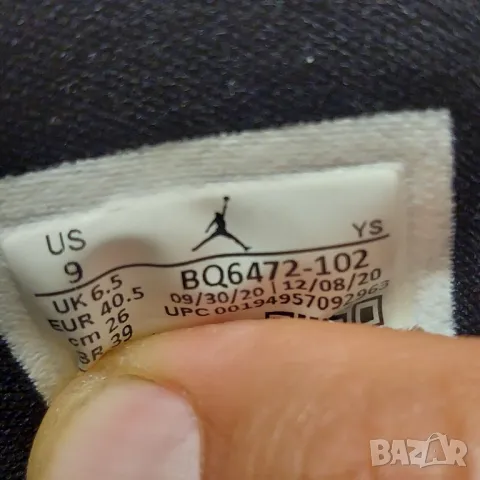 US
9
UK 6.5
EUR 40.5
cm 26
BR 39
YS
BQ6472-102
09/30/20 | 12/08/20
UPC 00194957092963
BAZAR